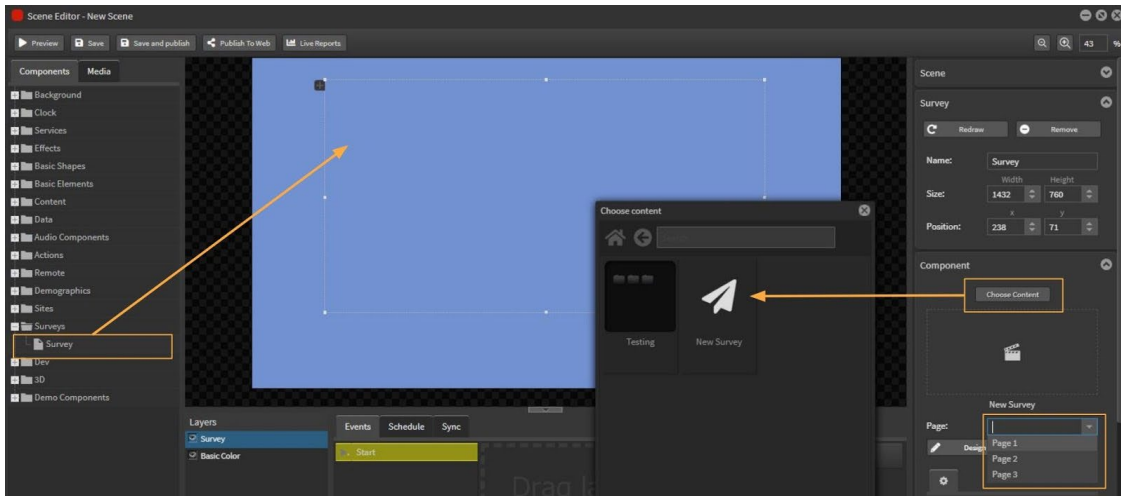 Scene Editor - New Scene
Preview Save Save and publish Publish To Web Live Reports 43 %
Components Media
Background
Clock
Services
Effects
Basic Shapes
Basic Elements
Content
Data
Audio Components
Actions
Remote
Demographics
Sites
Surveys
Survey
Dev
3D
Demo Components
Layers
Survey
Basic Color
Events Schedule Sync
Start
Choose content
Testing New Survey
Scene
Survey
Redraw Remove
Name: Survey
Width Height
Size: 1432 760
x y
Position: 238 71
Component
Choose Content
New Survey
Page:
Page 1
Page 2
Page 3